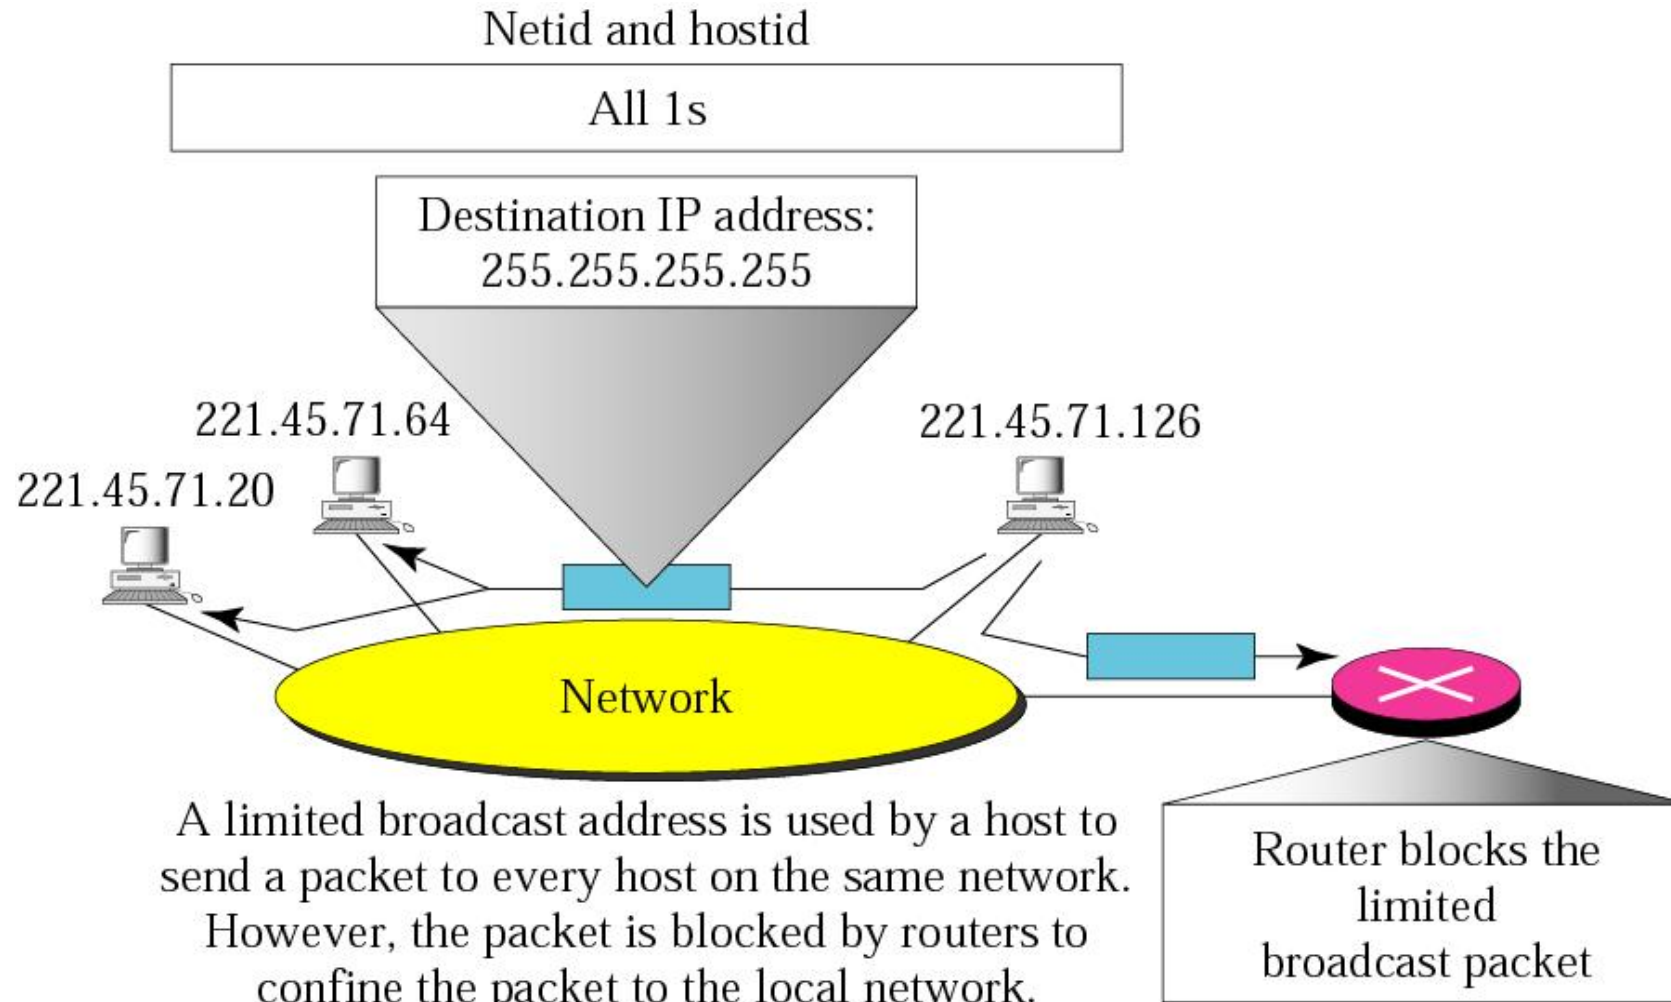 Netid and hostid
All 1s
Destination IP address:
255.255.255.255
221.45.71.64
221.45.71.126
221.45.71.20
Network
A limited broadcast address is used by a host to
send a packet to every host on the same network.
However, the packet is blocked by routers to
confine the packet to the local network.
Router blocks the
limited
broadcast packet